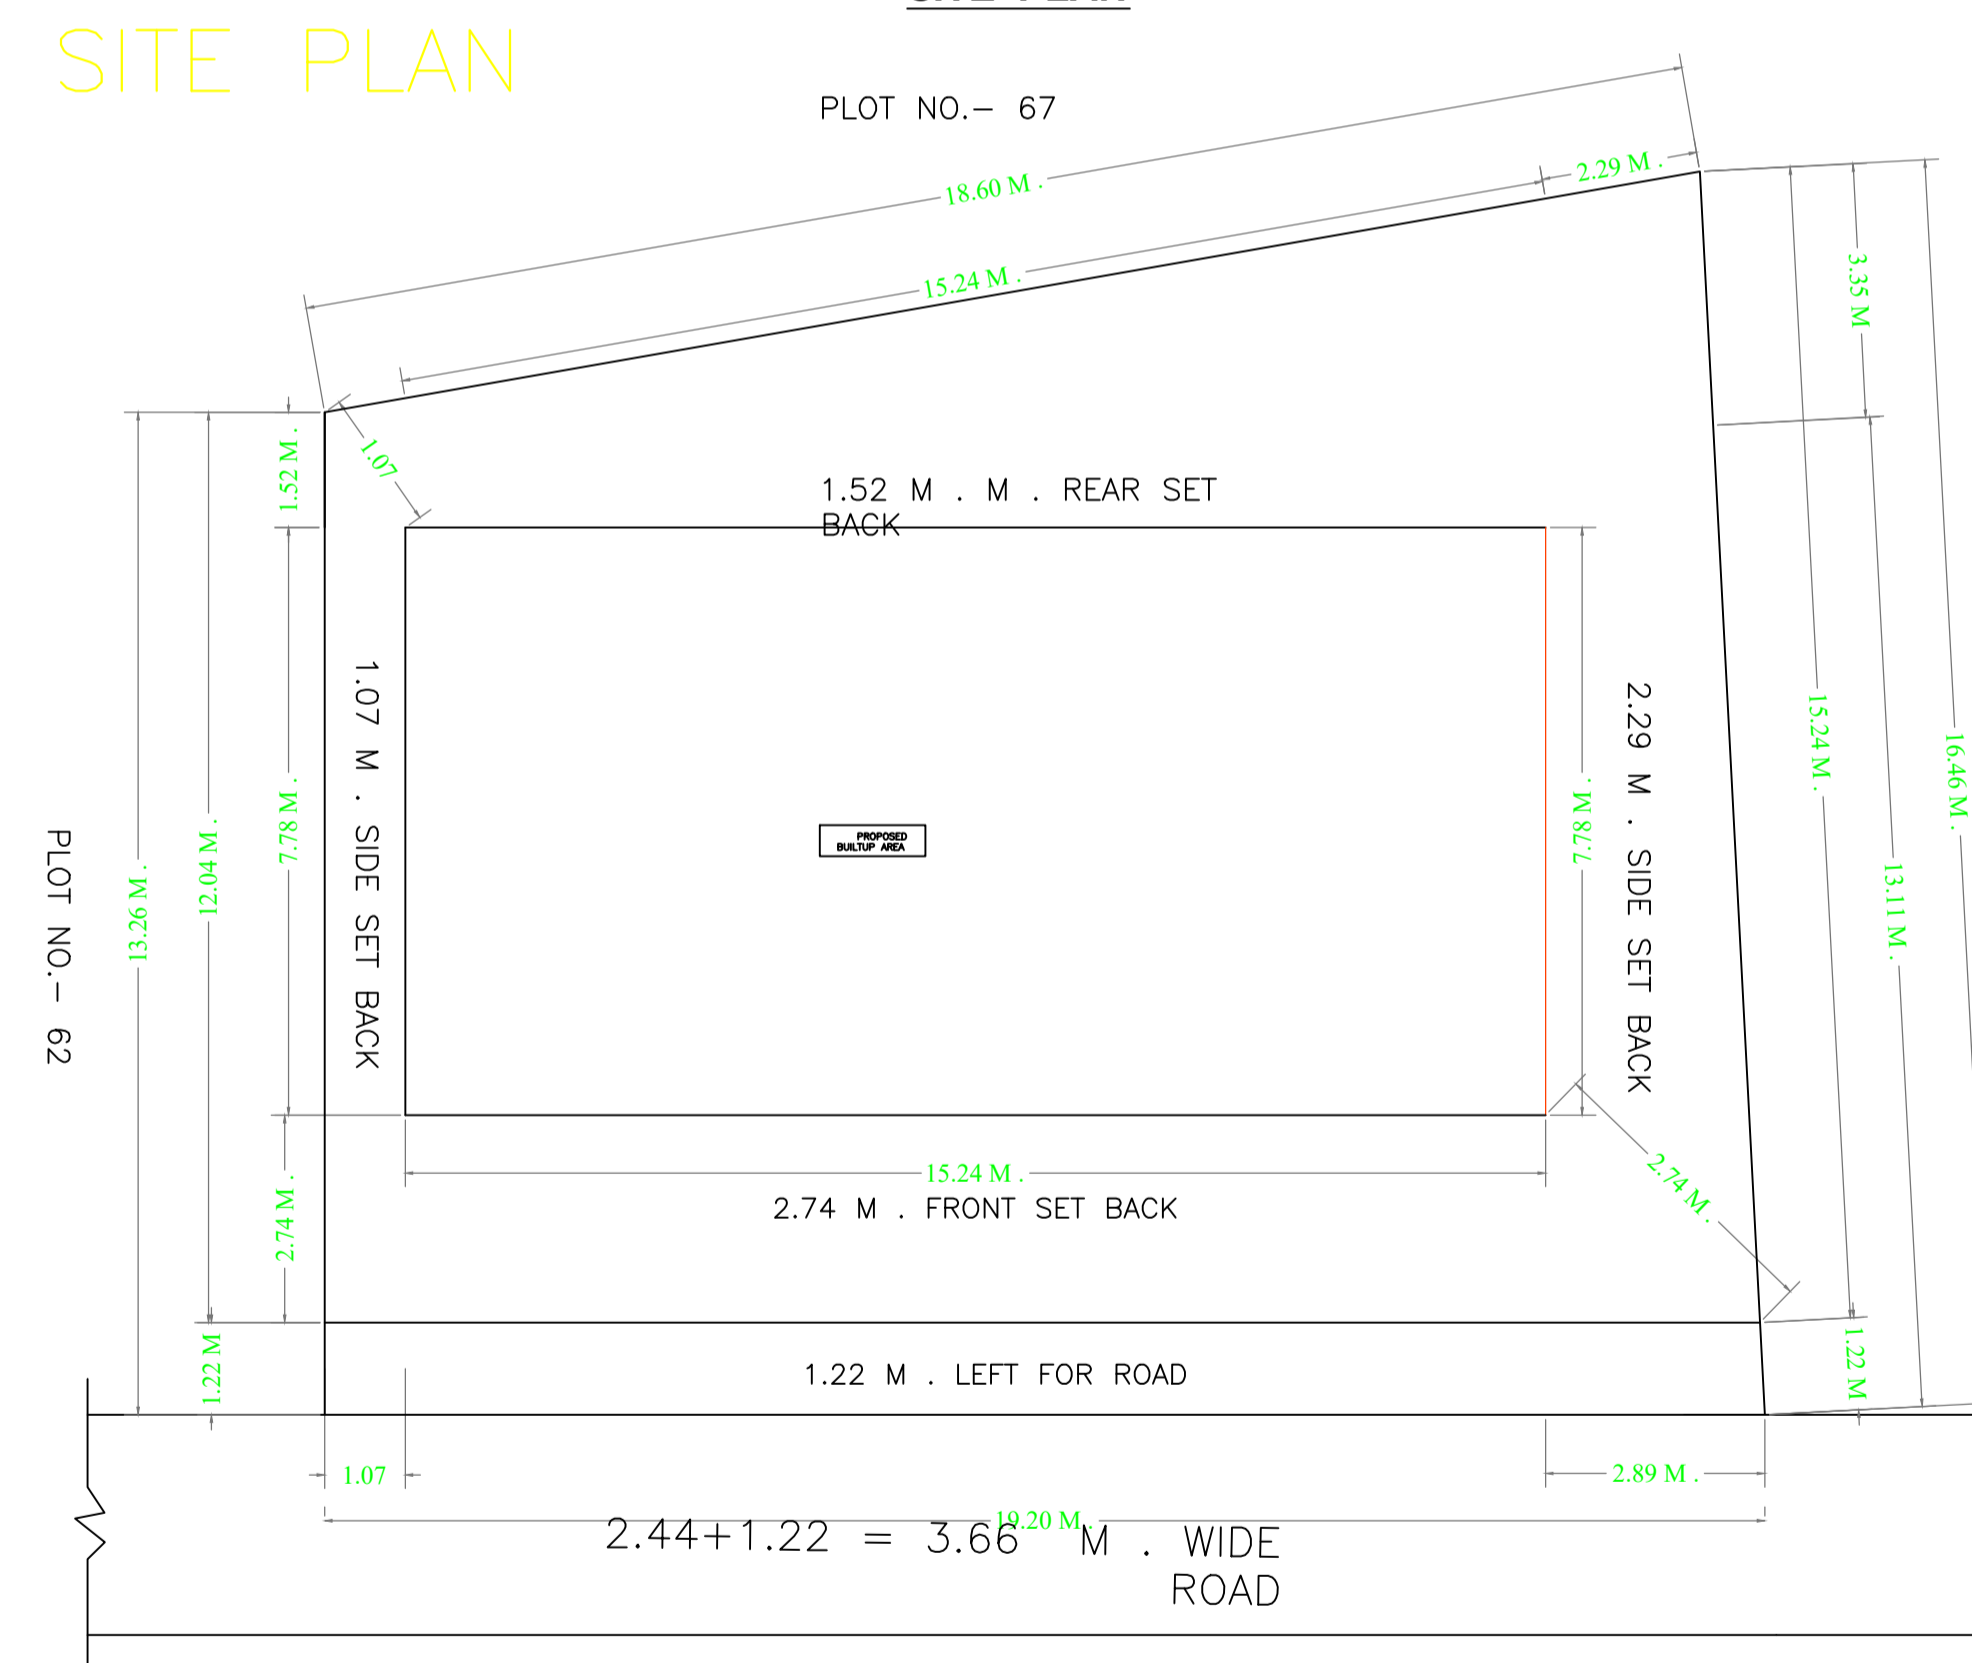 SITE PLAN
SITE PLAN
PLOT NO.- 67
18.60 M .
2.29 M .
15.24 M .
3.35 M
1.52 M .
1.07
1.52 M . M . REAR SET
BACK
1.07 M . SIDE SET BACK
2.29 M . SIDE SET BACK
15.24 M .
16.46 M .
13.11 M .
7.78 M .
7.78 M .
12.04 M .
13.26 M .
PLOT NO.- 62
PROPOSED
BUILTUP AREA
15.24 M .
2.74 M . FRONT SET BACK
2.74 M .
2.74 M .
1.22 M
1.22 M . LEFT FOR ROAD
1.22 M
1.07
2.89 M .
19.20 M .
2.44+1.22 = 3.66 M . WIDE
ROAD